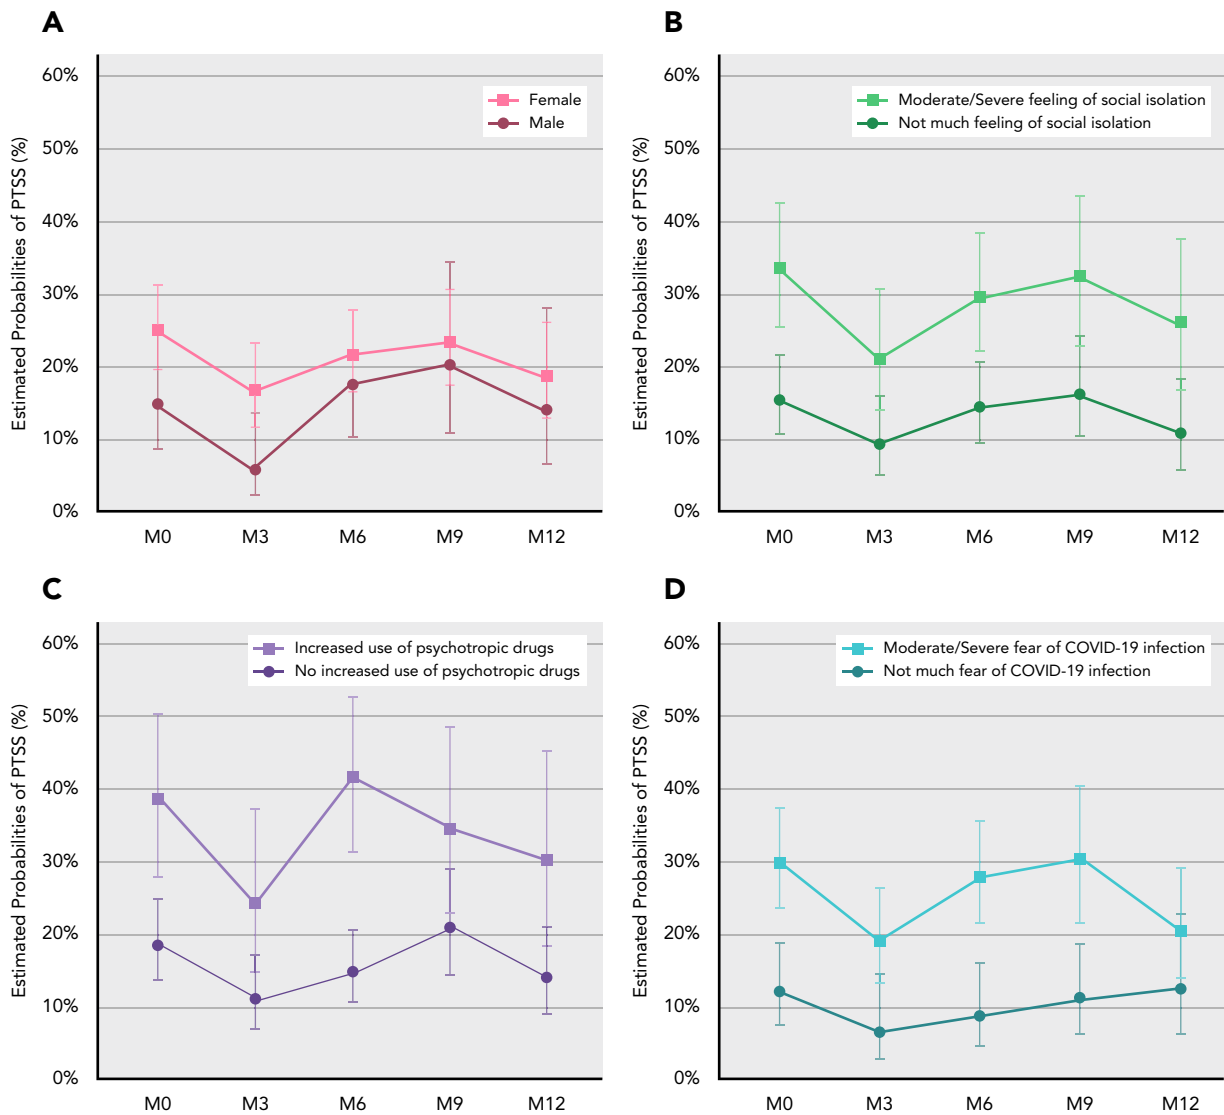 A
Estimated Probabilities of PTSS (%)
60%
50%
40%
30%
20%
10%
0%
Female
Male
M0 M3 M6 M9 M12
B
Estimated Probabilities of PTSS (%)
60%
50%
40%
30%
20%
10%
0%
Moderate/Severe feeling of social isolation
Not much feeling of social isolation
M0 M3 M6 M9 M12
C
Estimated Probabilities of PTSS (%)
60%
50%
40%
30%
20%
10%
0%
Increased use of psychotropic drugs
No increased use of psychotropic drugs
M0 M3 M6 M9 M12
D
Estimated Probabilities of PTSS (%)
60%
50%
40%
30%
20%
10%
0%
Moderate/Severe fear of COVID-19 infection
Not much fear of COVID-19 infection
M0 M3 M6 M9 M12